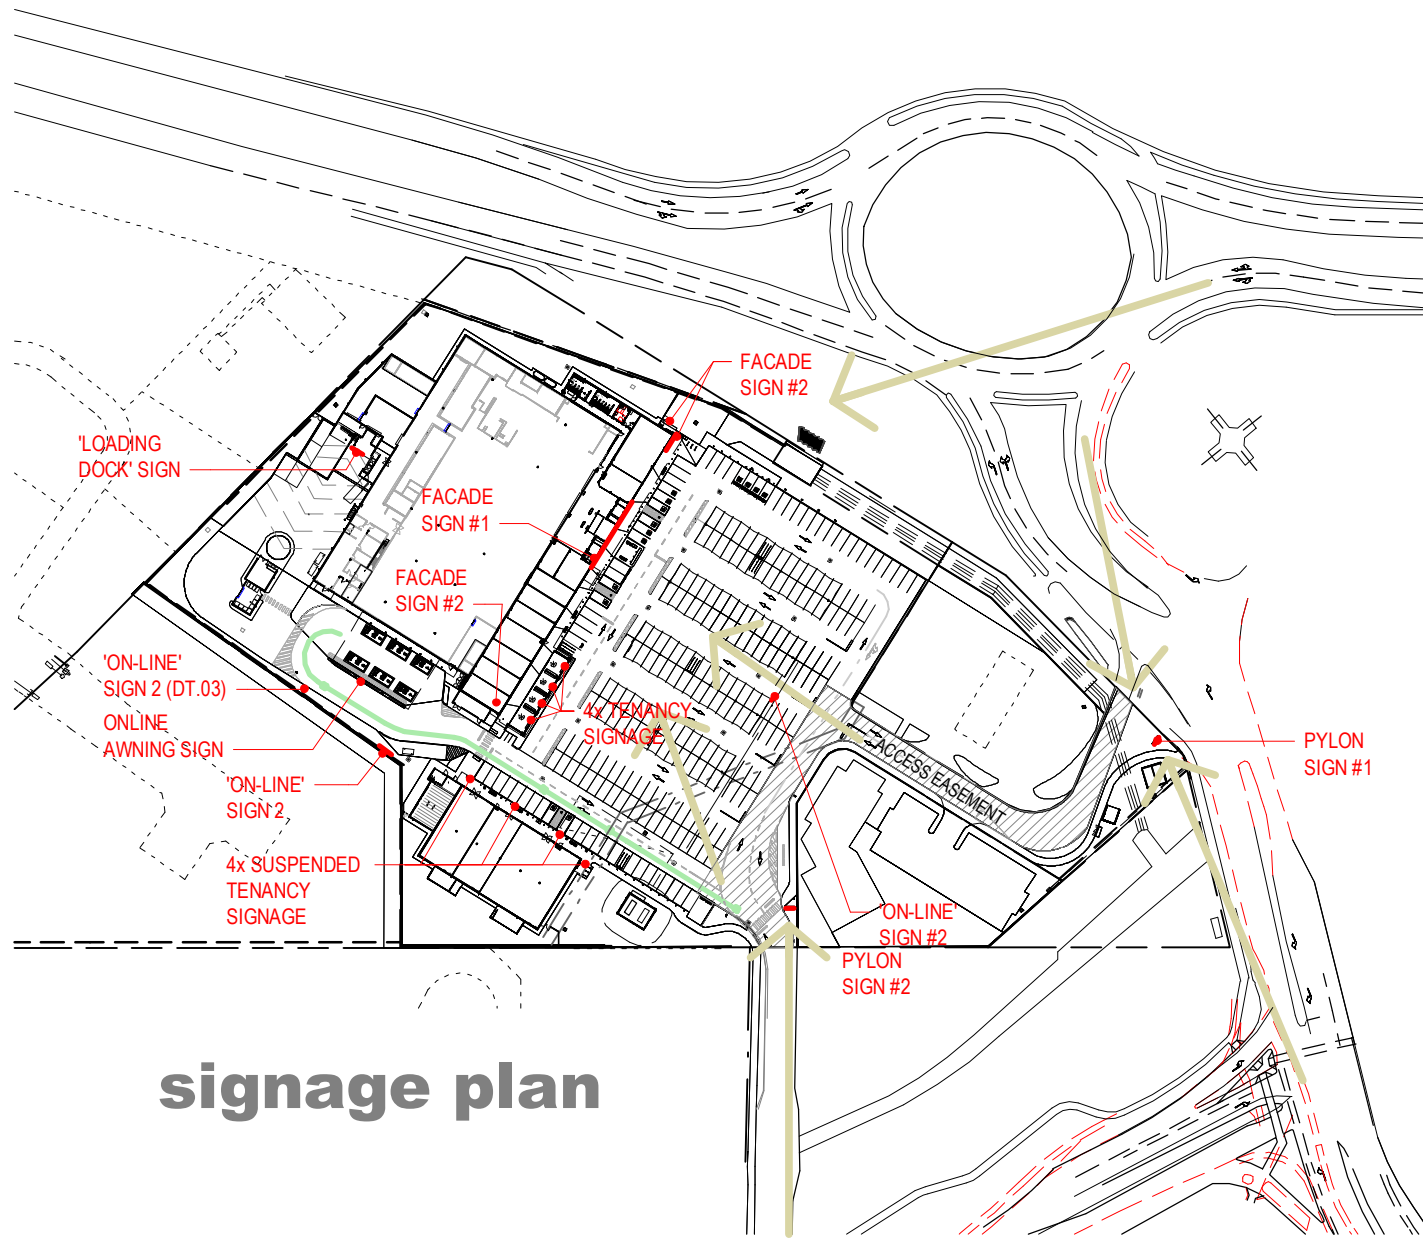 FACADE
SIGN #2
'LOADING
DOCK' SIGN
FACADE
SIGN #1
FACADE
SIGN #2
'ON-LINE'
SIGN 2 (DT.03)
ONLINE
AWNING SIGN
4x TENANCY
SIGNAGE
ACCESS EASEMENT
PYLON
SIGN #1
'ON-LINE'
SIGN 2
4x SUSPENDED
TENANCY
SIGNAGE
'ON-LINE'
SIGN #2
PYLON
SIGN #2
signage plan